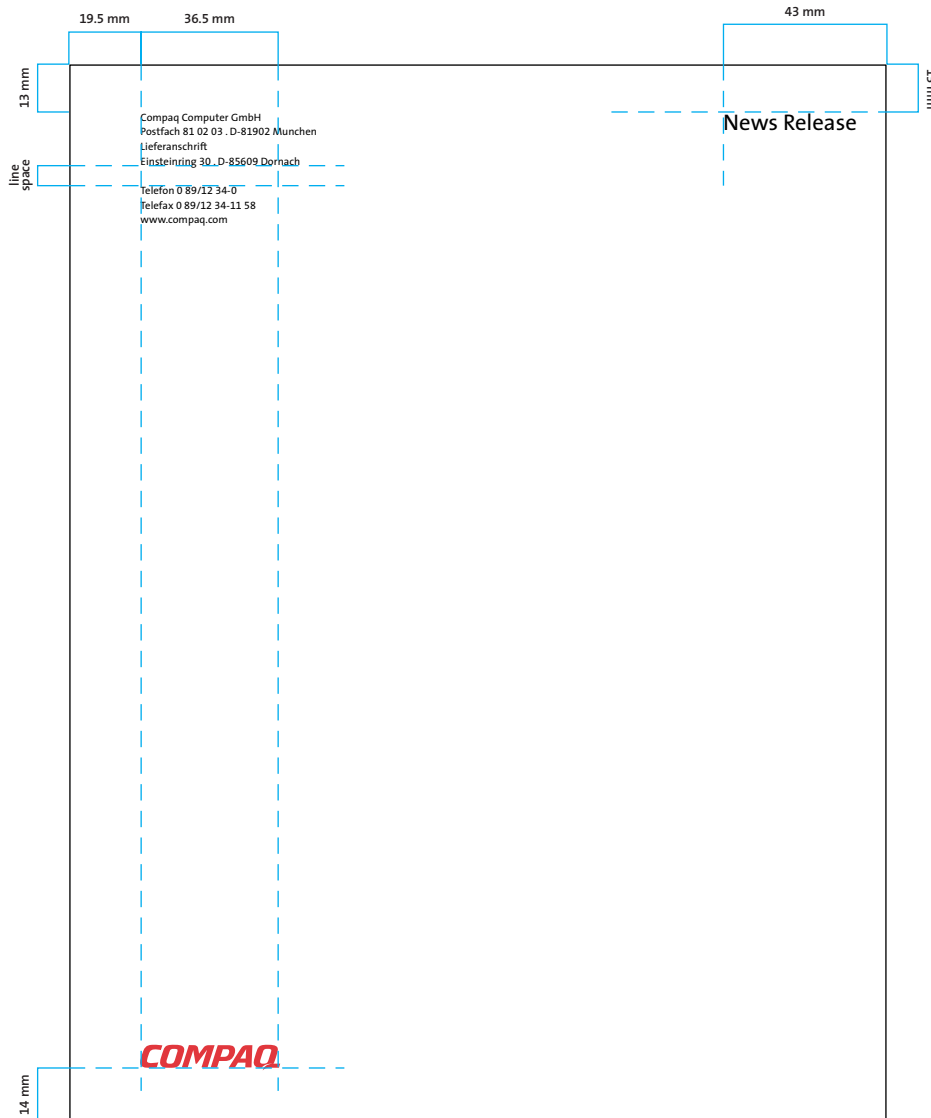 19.5 mm 36.5 mm 43 mm
13 mm
Compaq Computer GmbH
Postfach 81 02 03 . D-81902 Munchen
Lieferanschrift
Einsteinring 30 . D-85609 Dornach
News Release
line
space
Telefon 0 89/12 34-0
Telefax 0 89/12 34-11 58
www.compaq.com
COMPAQ
14 mm